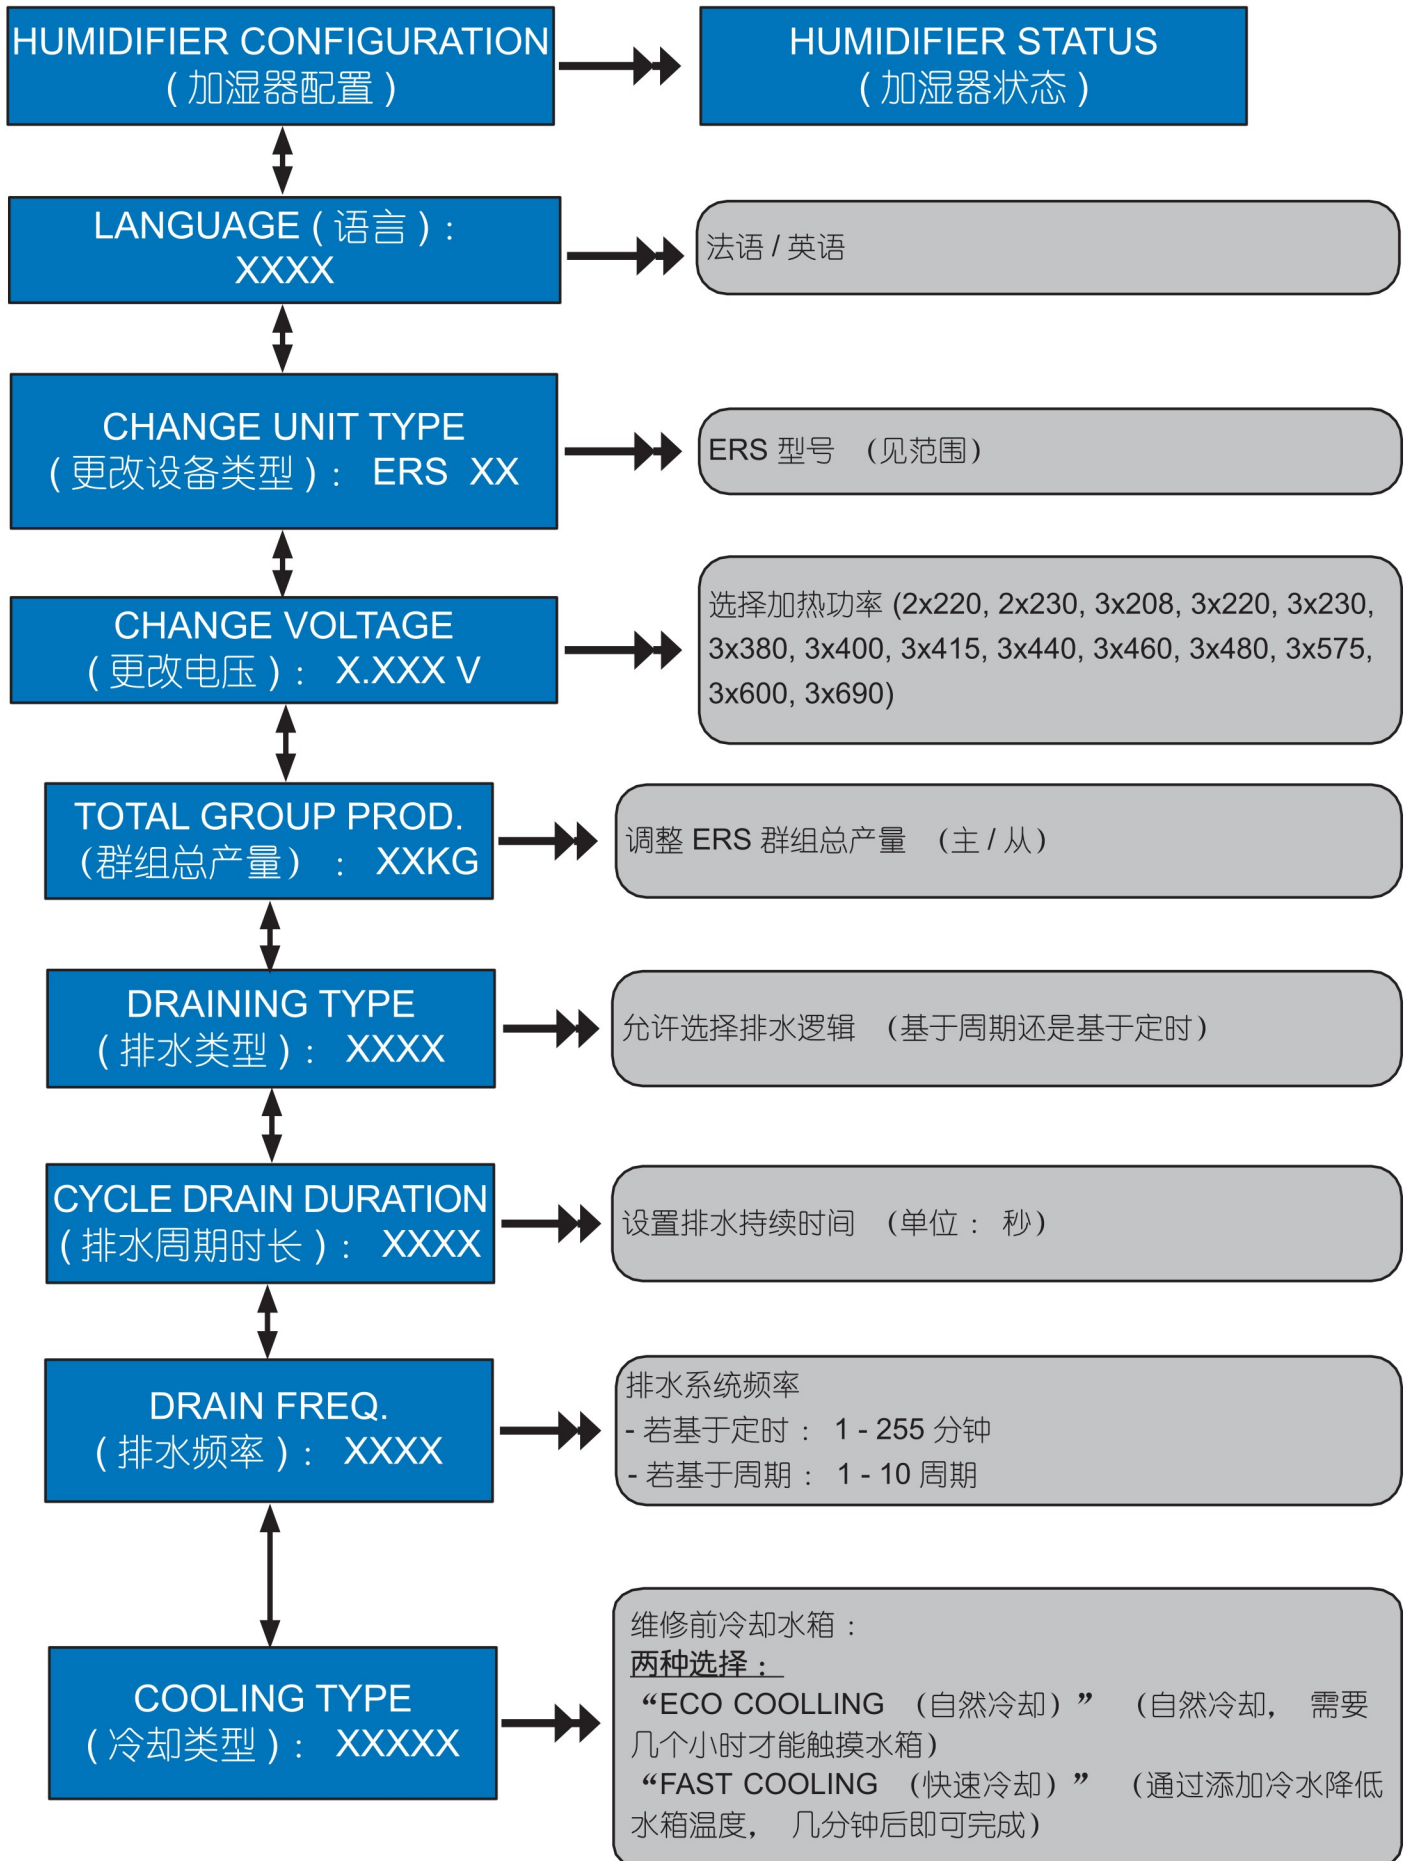 HUMIDIFIER CONFIGURATION
(加湿器配置)
HUMIDIFIER STATUS
(加湿器状态)
LANGUAGE (语言):
XXXX
法语 / 英语
CHANGE UNIT TYPE
(更改设备类型): ERS XX
ERS 型号 (见范围)
CHANGE VOLTAGE
(更改电压): X.XXX V
选择加热功率 (2x220, 2x230, 3x208, 3x220, 3x230,
3x380, 3x400, 3x415, 3x440, 3x460, 3x480, 3x575,
3x600, 3x690)
TOTAL GROUP PROD.
(群组总产量) : XXKG
调整 ERS 群组总产量 (主 / 从)
DRAINING TYPE
(排水类型): XXXX
允许选择排水逻辑 (基于周期还是基于定时)
CYCLE DRAIN DURATION
(排水周期时长): XXXX
设置排水持续时间 (单位: 秒)
DRAIN FREQ.
(排水频率): XXXX
排水系统频率
- 若基于定时: 1 - 255 分钟
- 若基于周期: 1 - 10 周期
COOLING TYPE
(冷却类型): XXXXX
维修前冷却水箱:
两种选择:
“ECO COOLLING (自然冷却)” (自然冷却, 需要
几个小时才能触摸水箱)
“FAST COOLING (快速冷却)” (通过添加冷水降低
水箱温度, 几分钟后即可完成)